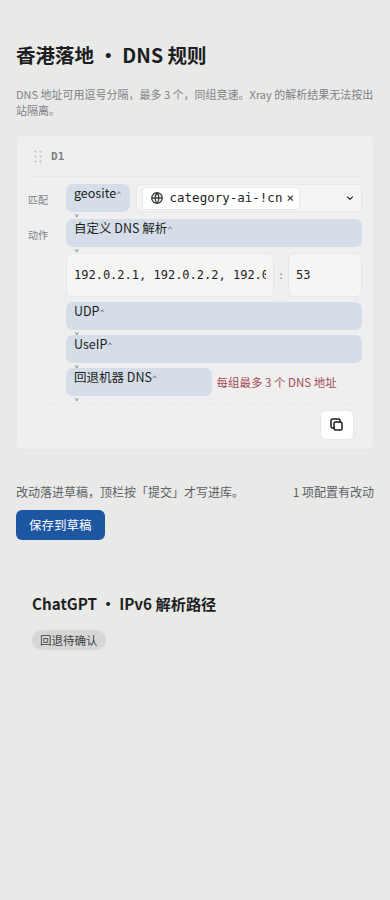 香港落地 · DNS 规则
DNS 地址可用逗号分隔，最多 3 个，同组竞速。Xray 的解析结果无法按出
站隔离。
D1
匹配
geosite
category-ai-!cn ×
动作
自定义 DNS 解析
192.0.2.1, 192.0.2.2, 192.0
:
53
UDP
UseIP
回退机器 DNS
每组最多 3 个 DNS 地址
改动落进草稿，顶栏按「提交」才写进库。
1 项配置有改动
保存到草稿
ChatGPT · IPv6 解析路径
回退待确认